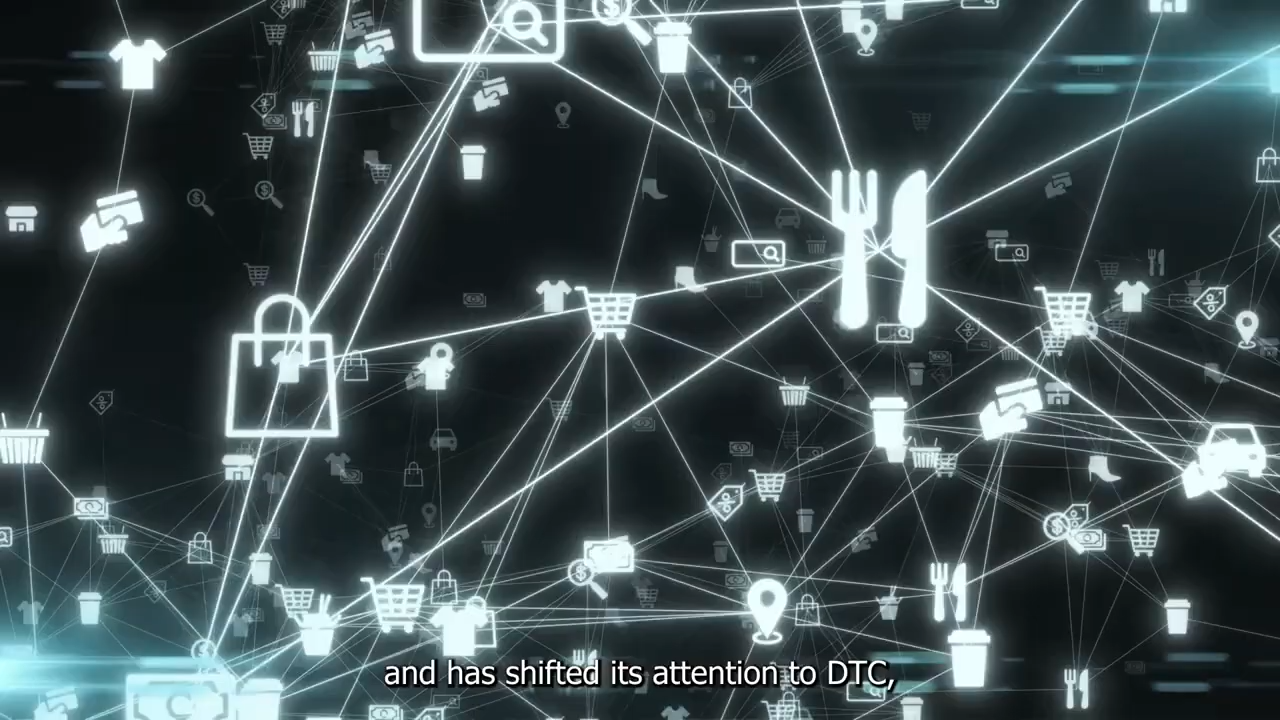 and has shifted its attention to DTC,